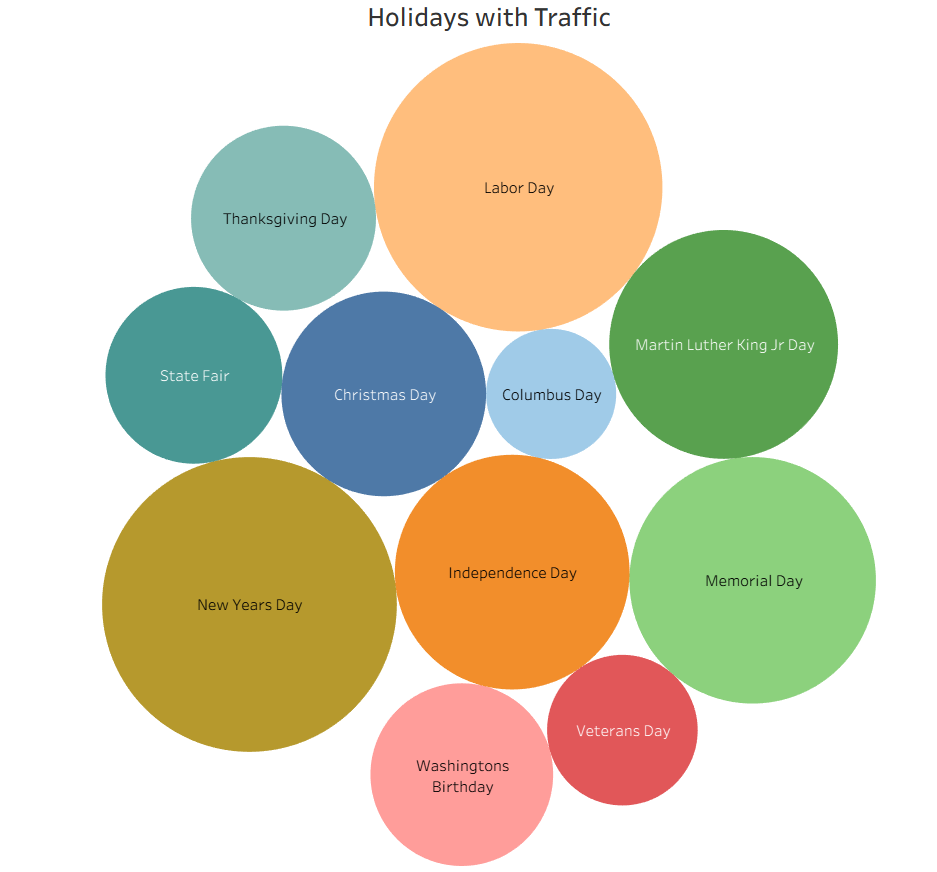 Holidays with Traffic
Labor Day
Thanksgiving Day
Martin Luther King Jr Day
State Fair
Christmas Day
Columbus Day
Independence Day
Memorial Day
New Years Day
Veterans Day
Washingtons
Birthday